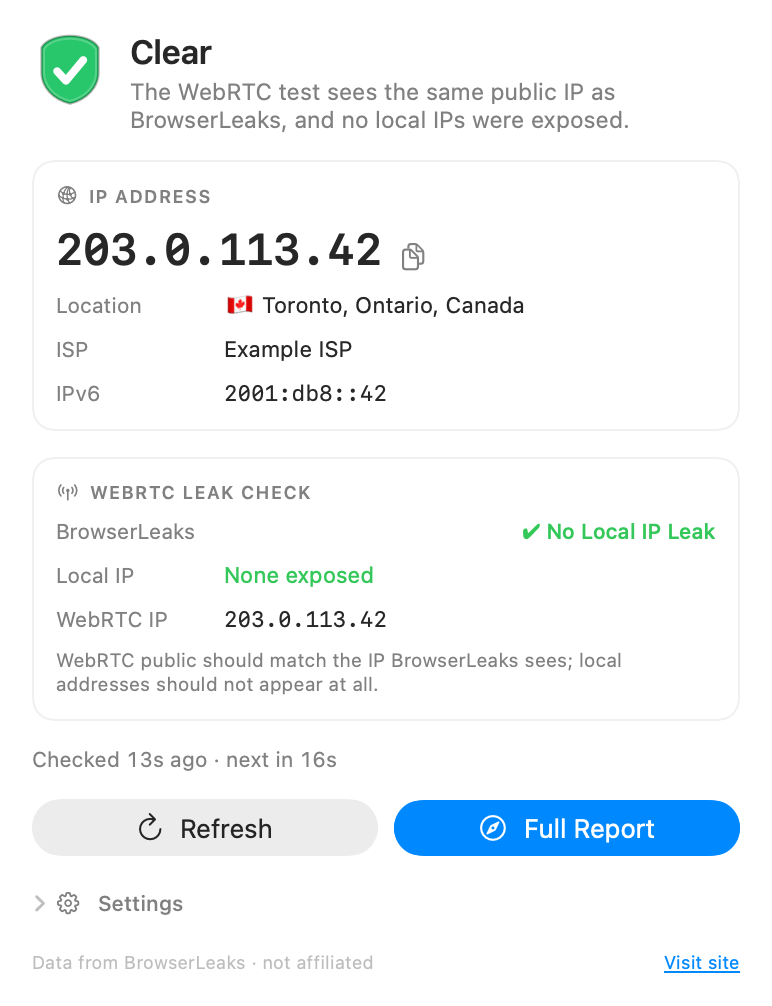 Clear
The WebRTC test sees the same public IP as
BrowserLeaks, and no local IPs were exposed.
IP ADDRESS
203.0.113.42
Location Toronto, Ontario, Canada
ISP Example ISP
IPv6 2001:db8::42
WEBRTC LEAK CHECK
BrowserLeaks ✔ No Local IP Leak
Local IP None exposed
WebRTC IP 203.0.113.42
WebRTC public should match the IP BrowserLeaks sees; local
addresses should not appear at all.
Checked 13s ago · next in 16s
Refresh Full Report
Settings
Data from BrowserLeaks · not affiliated Visit site